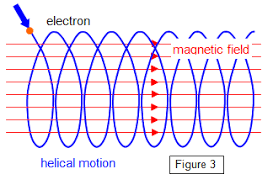 electron
magnetic field
helical motion
Figure 3